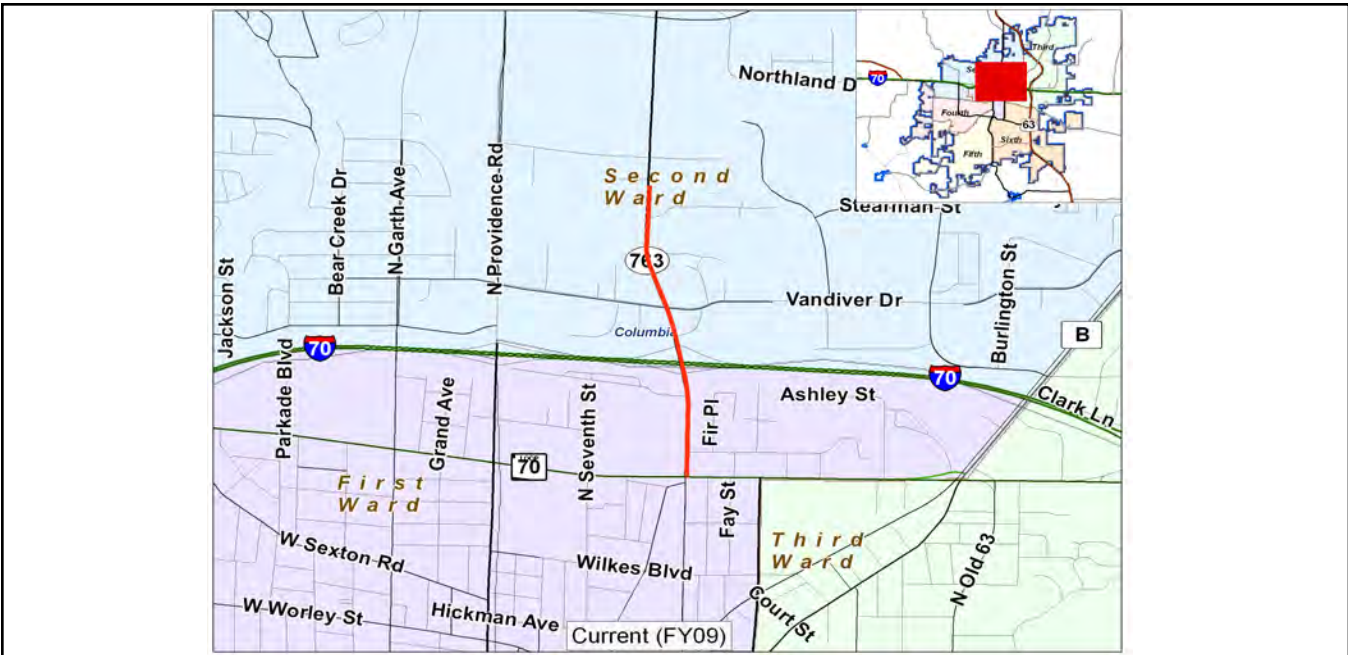 Northland D
Third
Se
70
Fourth
63
Sixth
Fifth
Second
Ward
Stearman St
Jackson St
Bear Creek Dr
N Garth Ave
N Providence Rd
763
Vandiver Dr
Burlington St
Columbia
B
70
70
Parkade Blvd
Grand Ave
N Seventh St
Fir Pl
Ashley St
Clark Ln
70
First
Ward
Fay St
Third
Ward
W Sexton Rd
Wilkes Blvd
N Old 63
W Worley St
Hickman Ave
Court St
Current (FY09)